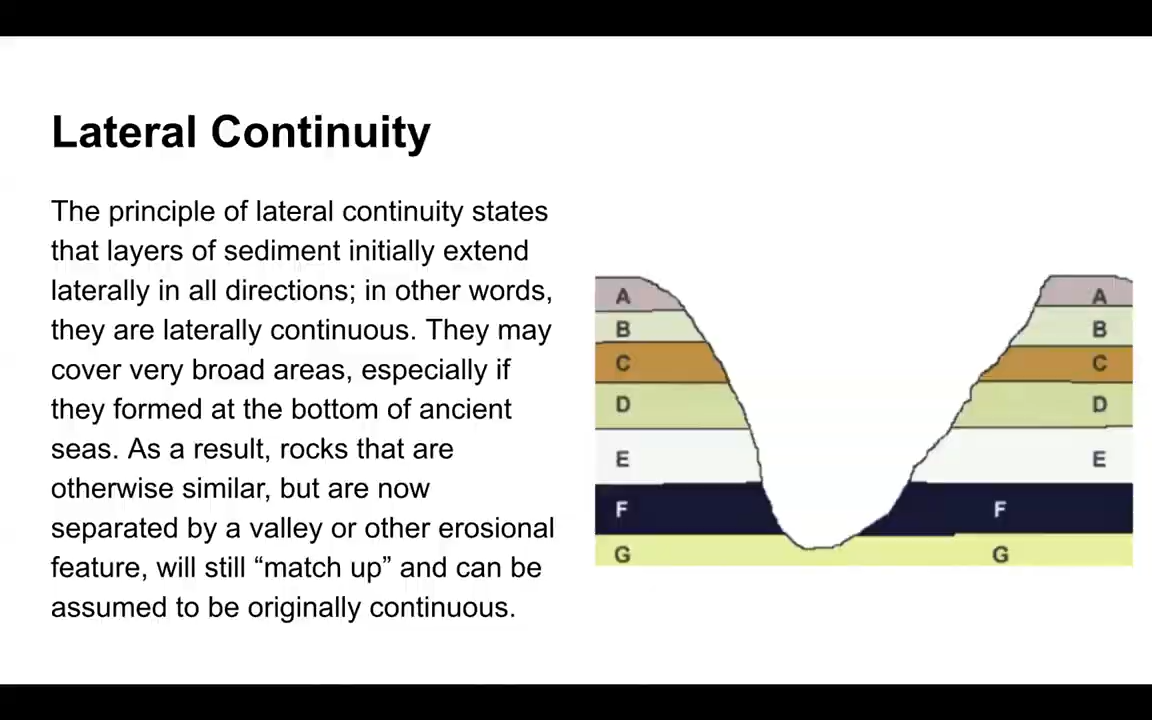 Lateral Continuity
The principle of lateral continuity states
that layers of sediment initially extend
laterally in all directions; in other words,
they are laterally continuous. They may
cover very broad areas, especially if
they formed at the bottom of ancient
seas. As a result, rocks that are
otherwise similar, but are now
separated by a valley or other erosional
feature, will still “match up” and can be
assumed to be originally continuous.
A A
B B
C C
D D
E E
F F
G G